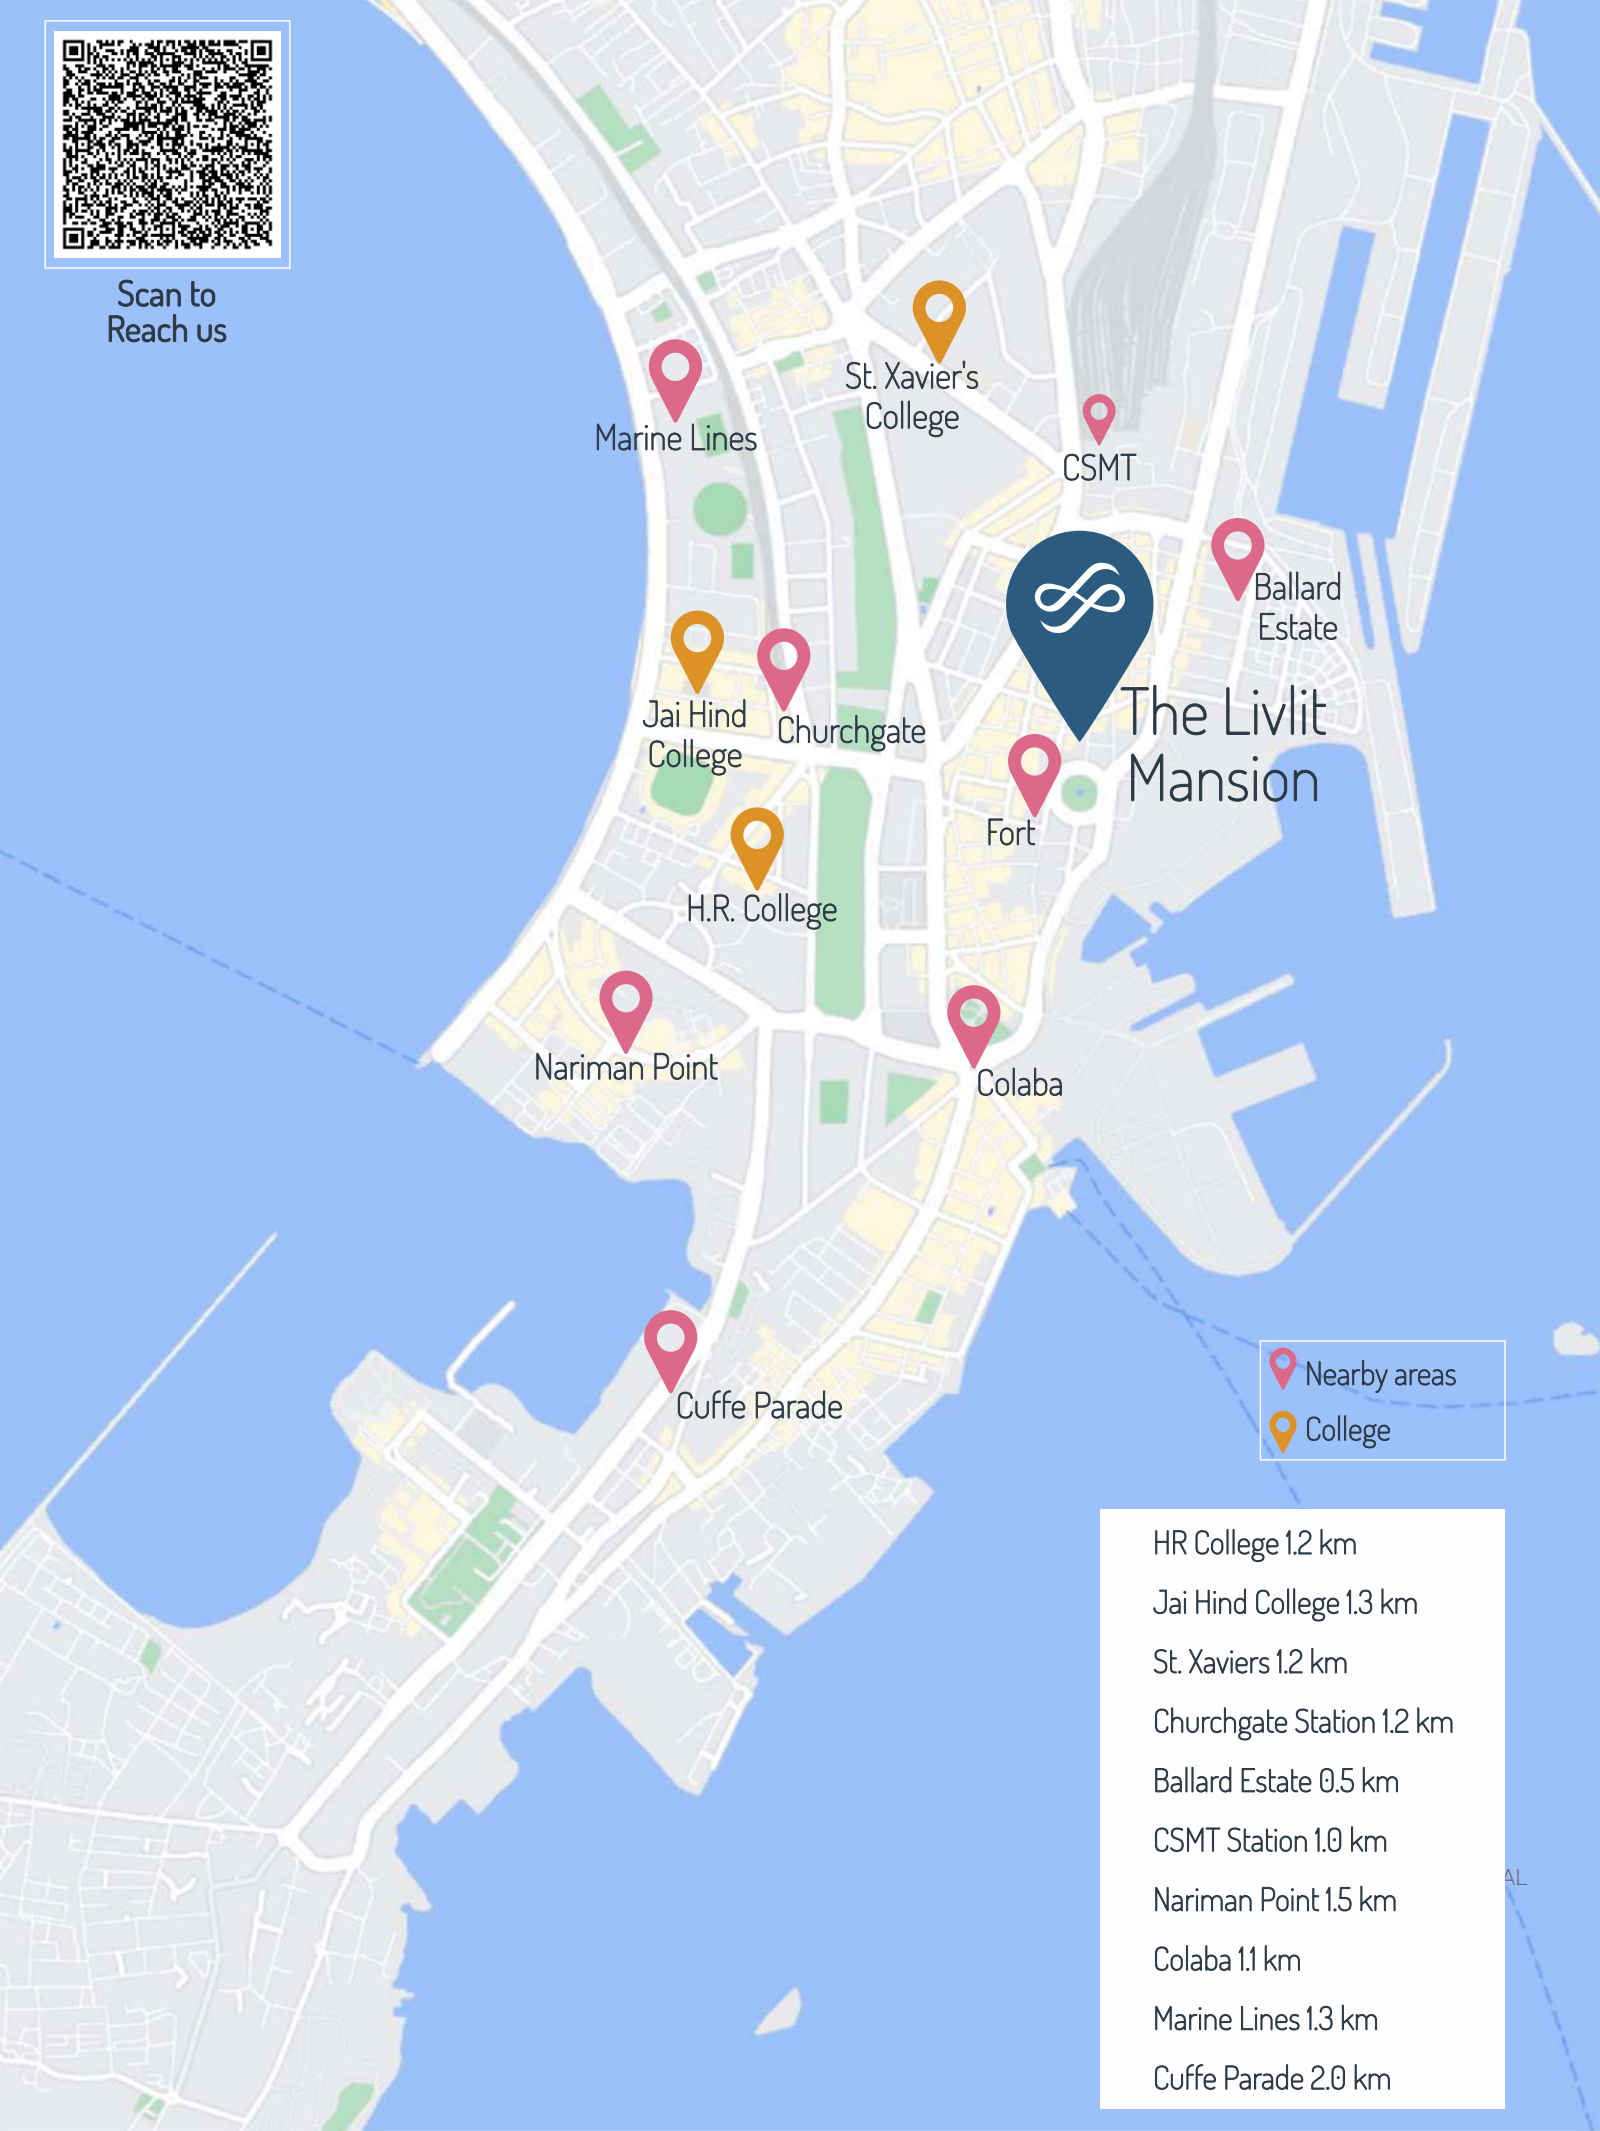 Scan to
Reach us
St. Xavier's
College
Marine Lines
CSMT
Ballard
Estate
Jai Hind
College
Churchgate
The Livlit
Mansion
Fort
H.R. College
Nariman Point
Colaba
Cuffe Parade
Nearby areas
College
HR College 1.2 km
Jai Hind College 1.3 km
St. Xaviers 1.2 km
Churchgate Station 1.2 km
Ballard Estate 0.5 km
CSMT Station 1.0 km
Nariman Point 1.5 km
Colaba 1.1 km
Marine Lines 1.3 km
Cuffe Parade 2.0 km